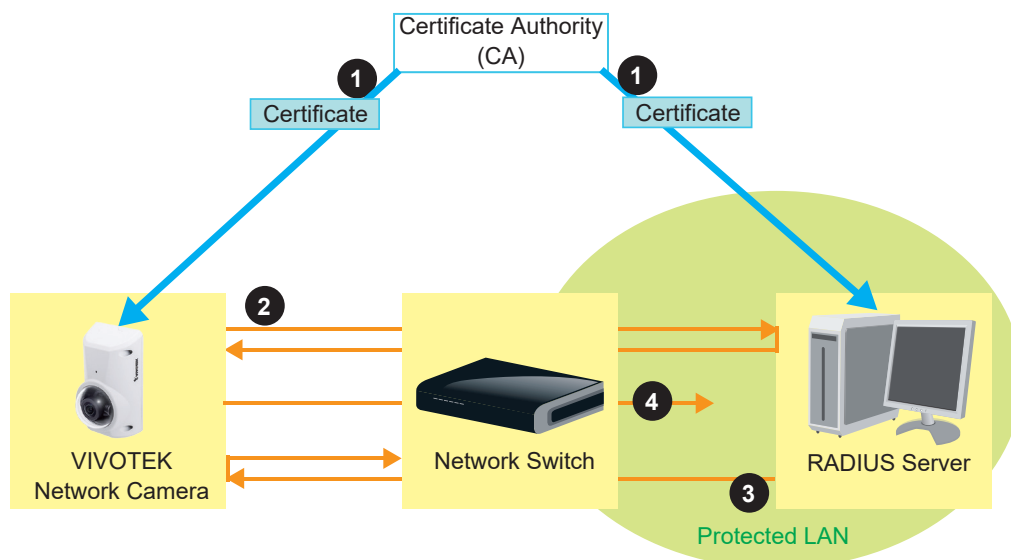 Certificate Authority
(CA)
1
1
Certificate
Certificate
2
4
VIVOTEK
Network Camera
Network Switch
RADIUS Server
3
Protected LAN